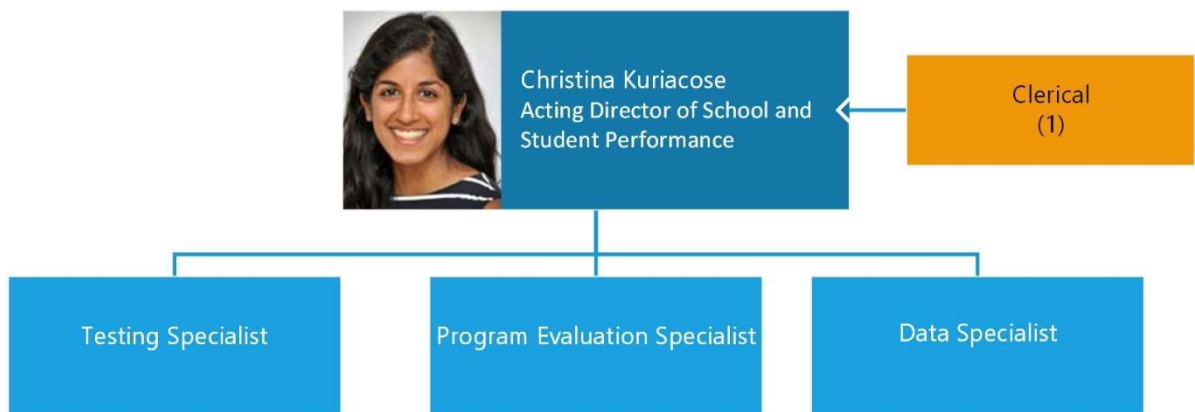 Christina Kuriacose
Acting Director of School and
Student Performance
Clerical
(1)
Testing Specialist
Program Evaluation Specialist
Data Specialist